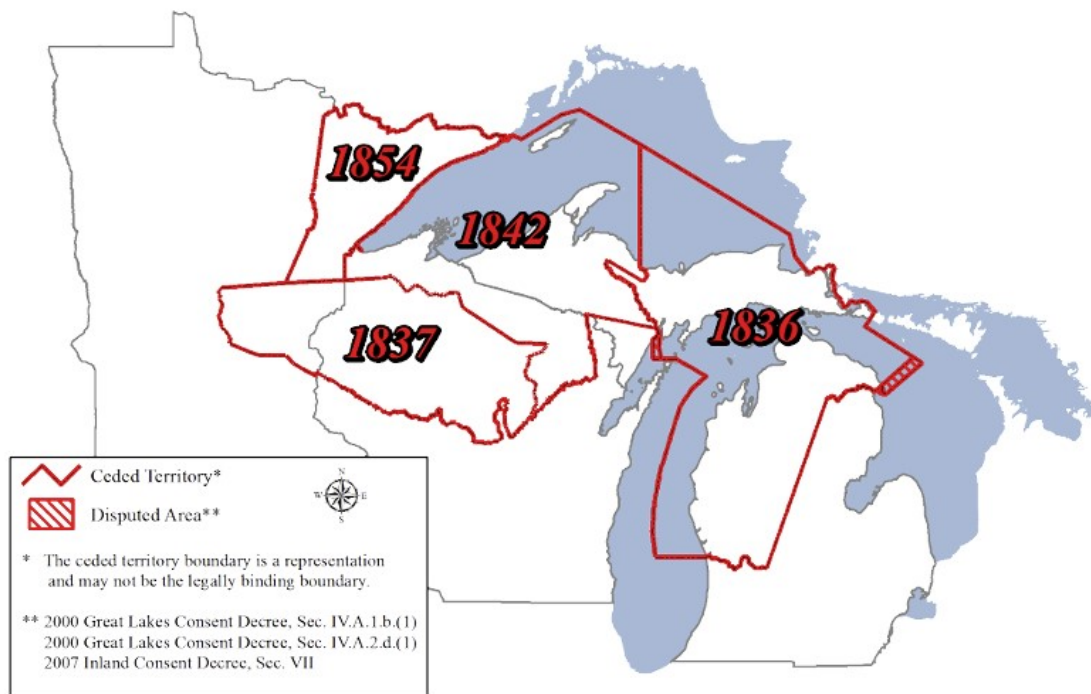 1854
1842
1837
1836
Ceded Territory*
Disputed Area**
N
W E
S
* The ceded territory boundary is a representation
and may not be the legally binding boundary.
** 2000 Great Lakes Consent Decree, Sec. IV.A.1.b.(1)
2000 Great Lakes Consent Decree, Sec. IV.A.2.d.(1)
2007 Inland Consent Decree, Sec. VII